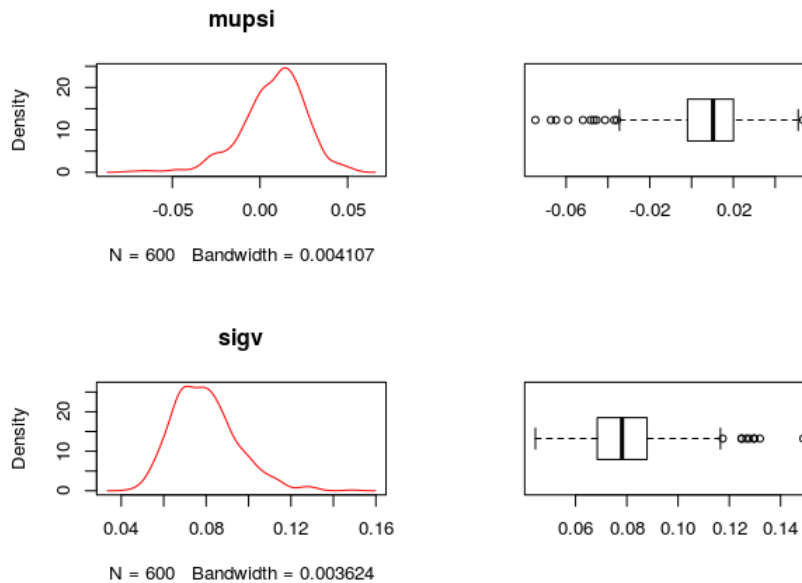 mupsi
Density
0 10 20
-0.05 0.00 0.05
N = 600 Bandwidth = 0.004107
-0.06 -0.02 0.02
sigv
Density
0 10 20
0.04 0.08 0.12 0.16
N = 600 Bandwidth = 0.003624
0.06 0.08 0.10 0.12 0.14